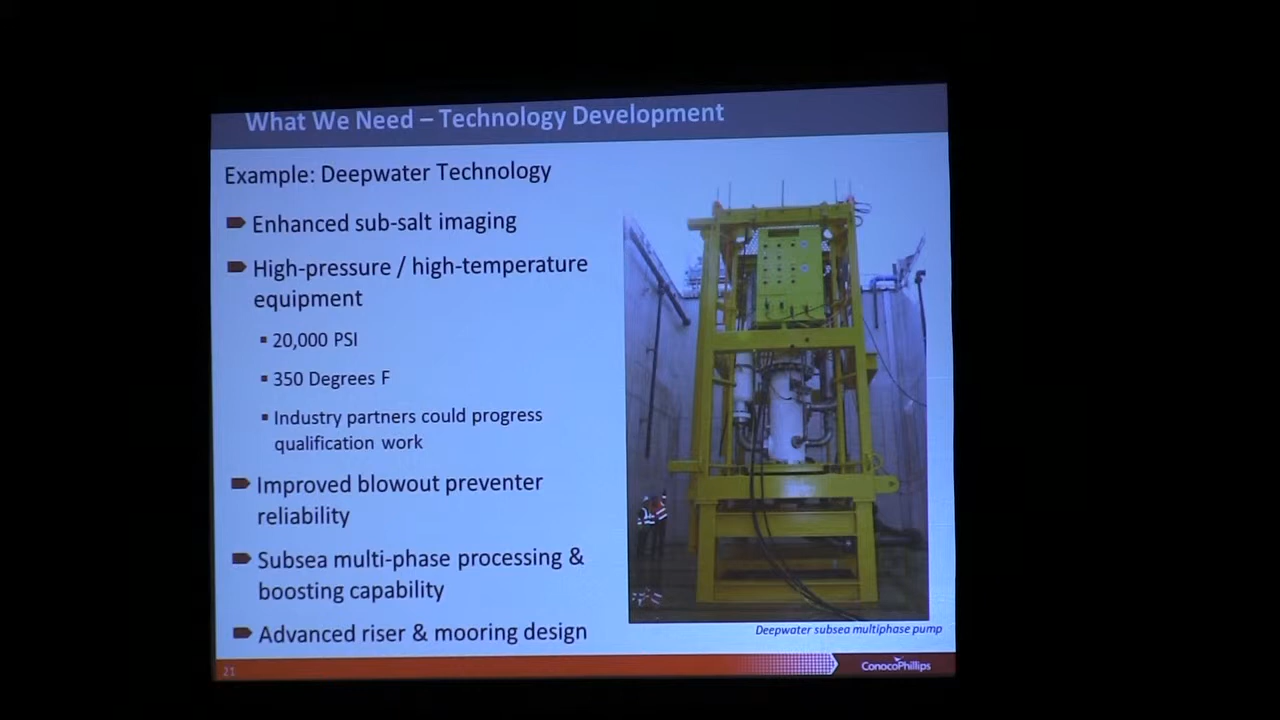 What We Need – Technology Development
Example: Deepwater Technology
Enhanced sub-salt imaging
High-pressure / high-temperature
equipment
20,000 PSI
350 Degrees F
Industry partners could progress
qualification work
Improved blowout preventer
reliability
Subsea multi-phase processing &
boosting capability
Advanced riser & mooring design
Deepwater subsea multiphase pump
21
ConocoPhillips